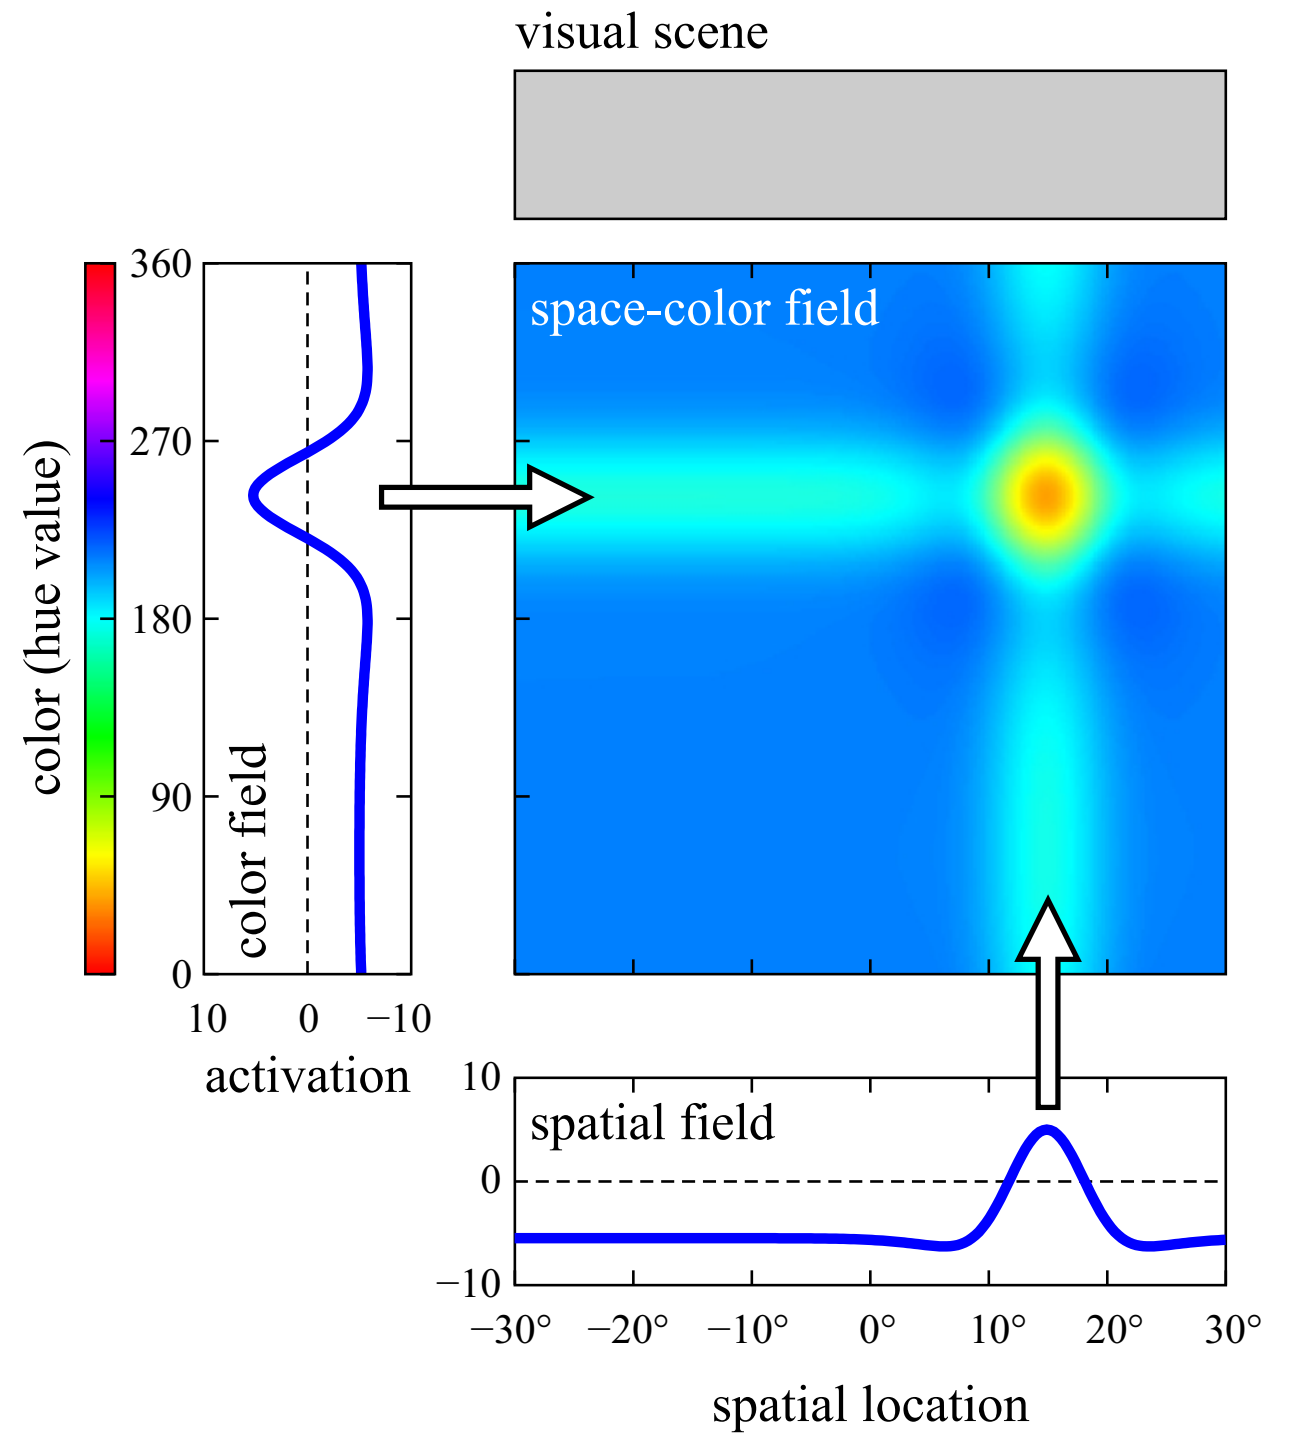 visual scene
space-color field
color (hue value)
360
270
180
90
0
color field
10 0 −10
activation
10
0
−10
spatial field
−30° −20° −10° 0° 10° 20° 30°
spatial location